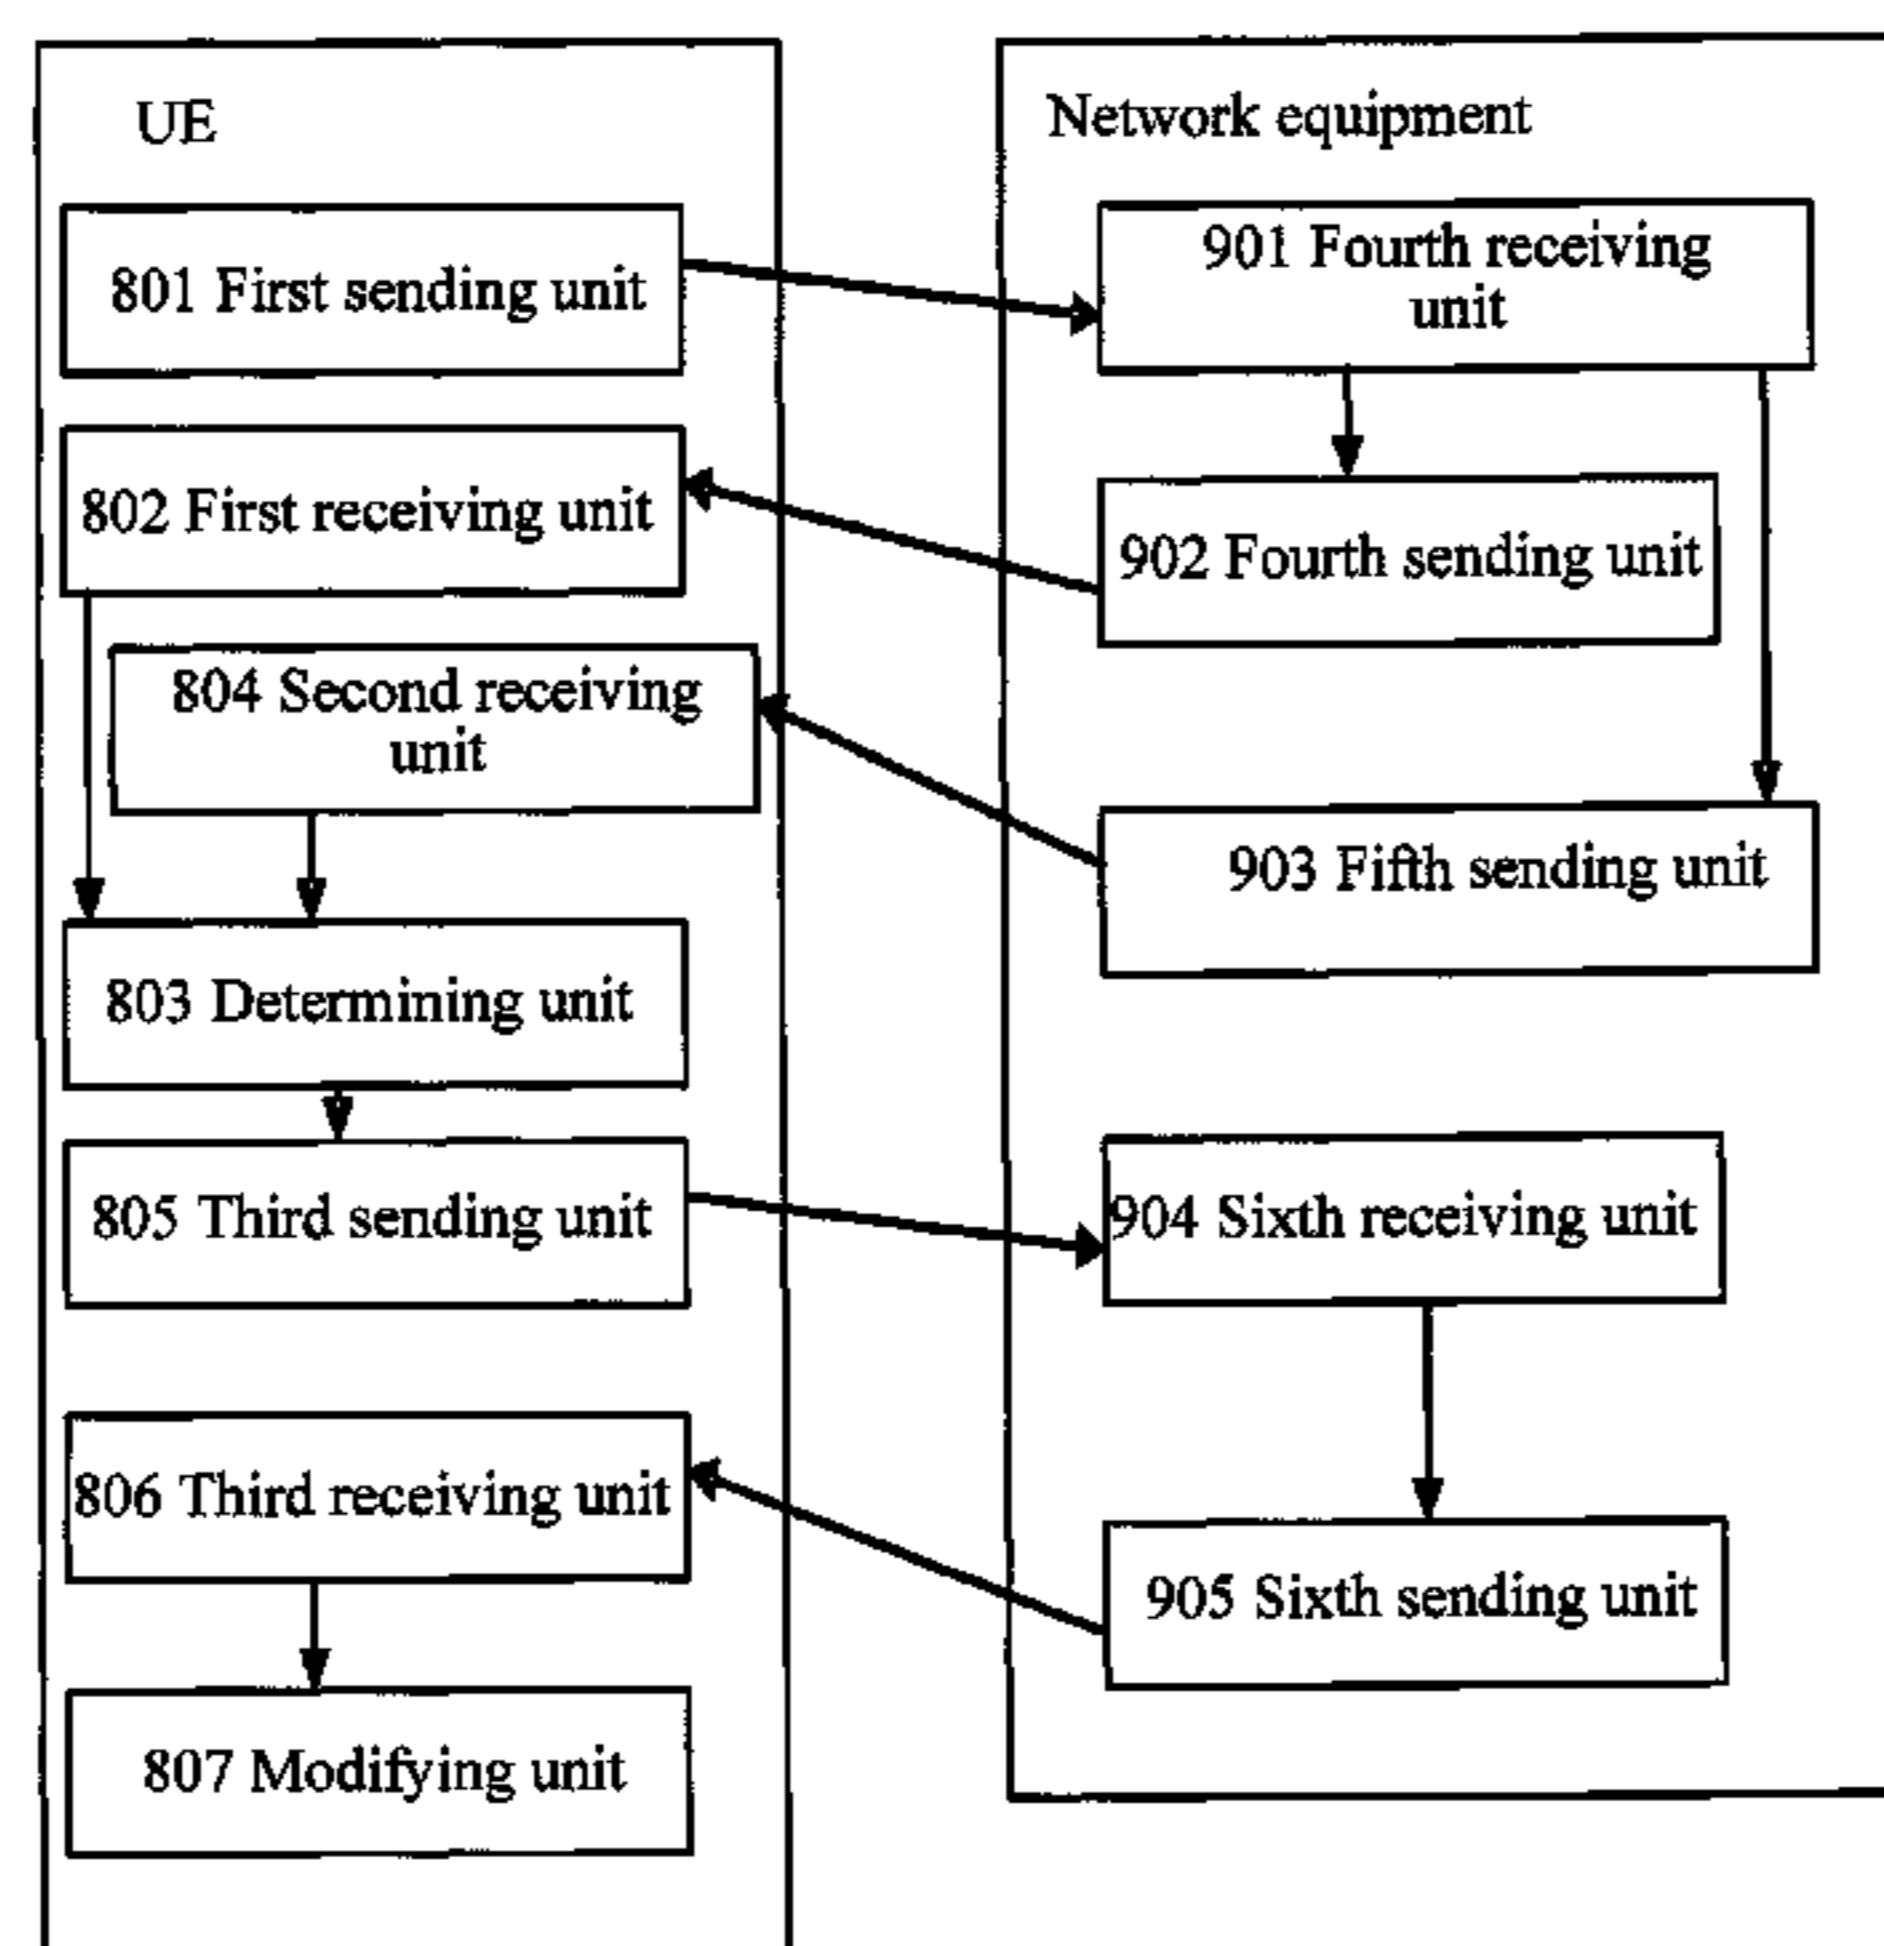 UE
801 First sending unit
802 First receiving unit
804 Second receiving
unit
803 Determining unit
805 Third sending unit
806 Third receiving unit
807 Modifying unit
Network equipment
901 Fourth receiving
unit
902 Fourth sending unit
903 Fifth sending unit
904 Sixth receiving unit
905 Sixth sending unit